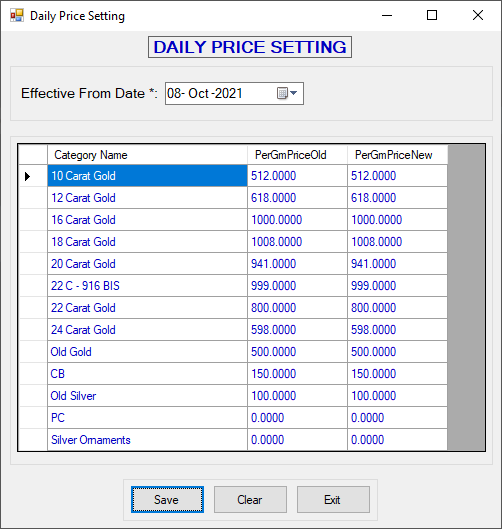 Daily Price Setting
DAILY PRICE SETTING
Effective From Date *: 08- Oct -2021
Category Name PerGmPriceOld PerGmPriceNew
10 Carat Gold 512.0000 512.0000
12 Carat Gold 618.0000 618.0000
16 Carat Gold 1000.0000 1000.0000
18 Carat Gold 1008.0000 1008.0000
20 Carat Gold 941.0000 941.0000
22 C - 916 BIS 999.0000 999.0000
22 Carat Gold 800.0000 800.0000
24 Carat Gold 598.0000 598.0000
Old Gold 500.0000 500.0000
CB 150.0000 150.0000
Old Silver 100.0000 100.0000
PC 0.0000 0.0000
Silver Ornaments 0.0000 0.0000
Save Clear Exit